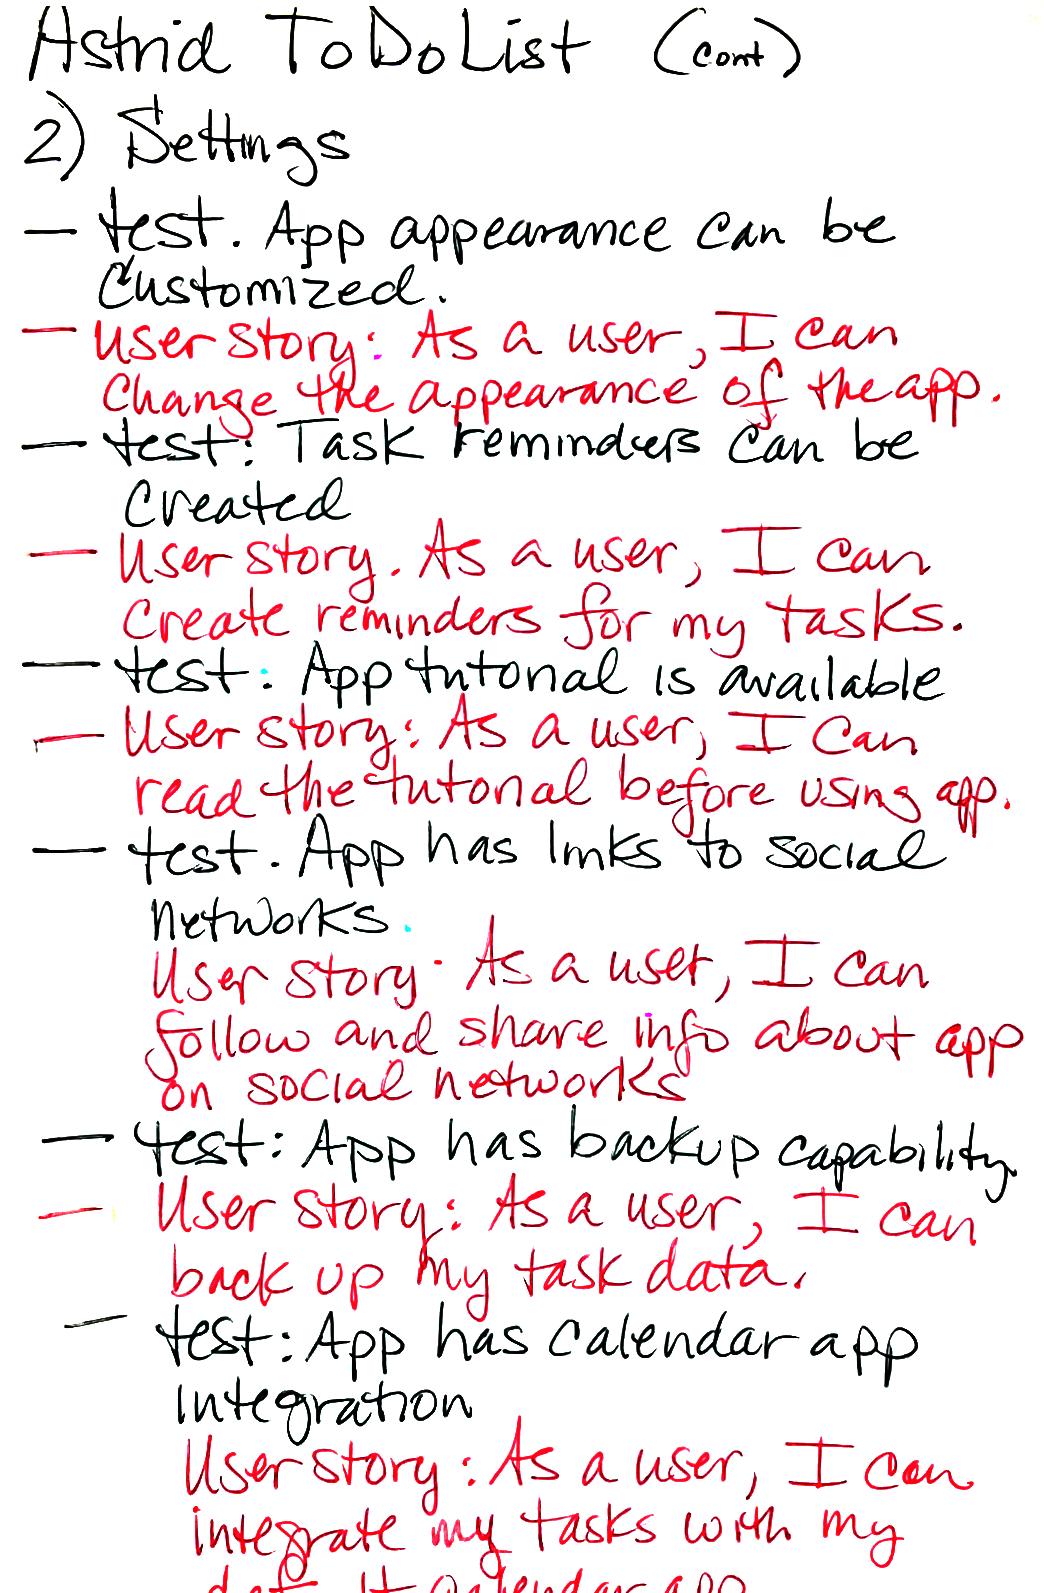 Astrid ToDo List (cont)
2) Settings
- test. App appearance can be
customized.
- User story: As a user, I can
change the appearance of the app.
- test: Task reminders can be
created
- User story. As a user, I can
create reminders for my tasks.
- test: App tutorial is available
- User story: As a user, I can
read the tutorial before using app.
- test. App has links to social
networks.
User story. As a user, I can
follow and share info about app
on social networks
- test: App has backup capability.
- User story: As a user, I can
back up my task data.
- test: App has calendar app
integration
User story: As a user, I can
integrate my tasks with my
calendar app